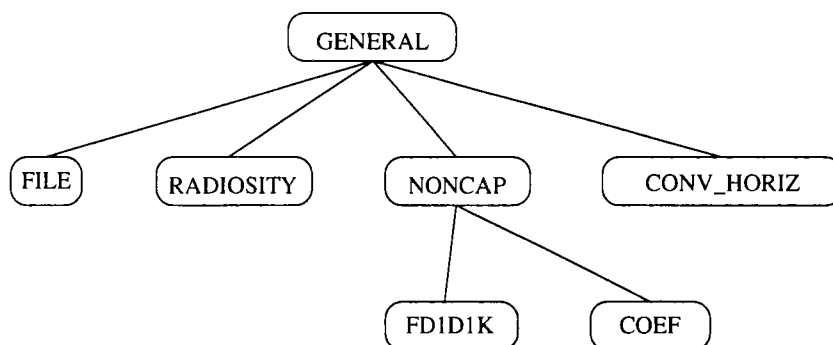 GENERAL
FILE
RADIOSITY
NONCAP
CONV_HORIZ
FD1D1K
COEF